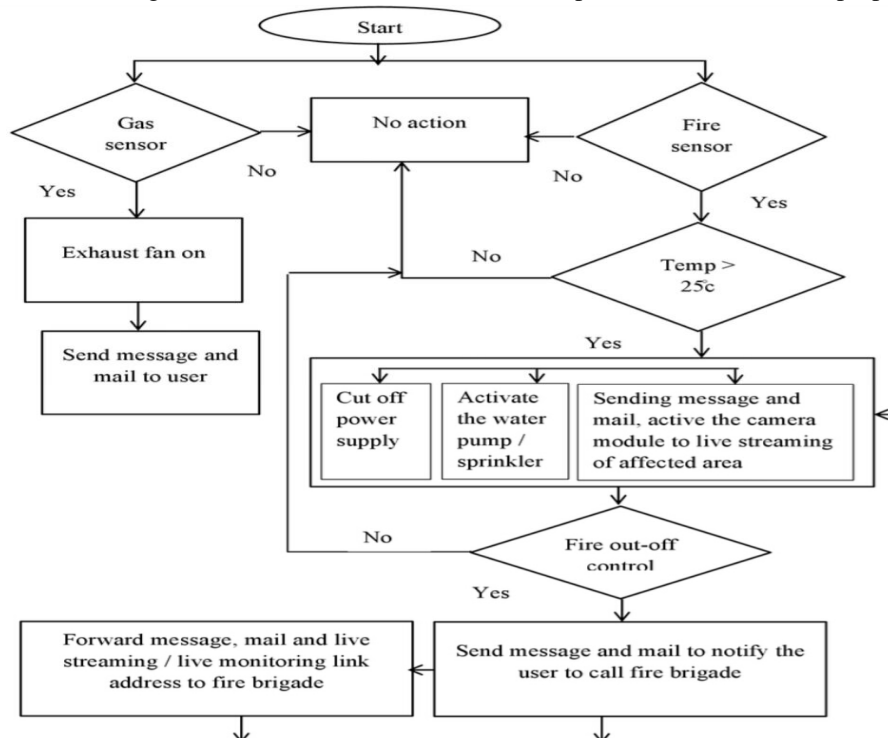 Start
Gas
sensor
No action
Fire
sensor
No
No
Yes
Yes
Exhaust fan on
No
Temp >
25°c
Send message and
mail to user
Yes
Cut off
power
supply
Activate
the water
pump /
sprinkler
Sending message and
mail, active the camera
module to live streaming
of affected area
No
Fire out-off
control
Yes
Forward message, mail and live
streaming / live monitoring link
address to fire brigade
Send message and mail to notify the
user to call fire brigade